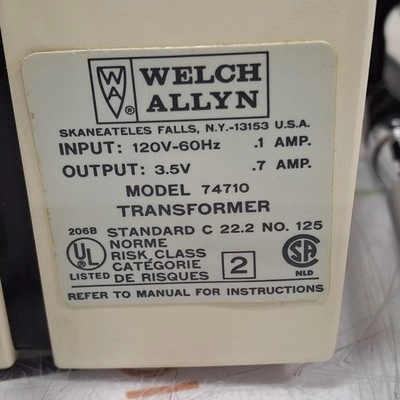 WA
®
WELCH
ALLYN
SKANEATELES FALLS, N.Y.-13153 U.S.A.
INPUT: 120V-60Hz .1 AMP.
OUTPUT: 3.5V .7 AMP.
MODEL 74710
TRANSFORMER
206B STANDARD C 22.2 NO. 125
NORME
UL RISK CLASS SA
CATÉGORIE 2
LISTED DE RISQUES NLD
REFER TO MANUAL FOR INSTRUCTIONS